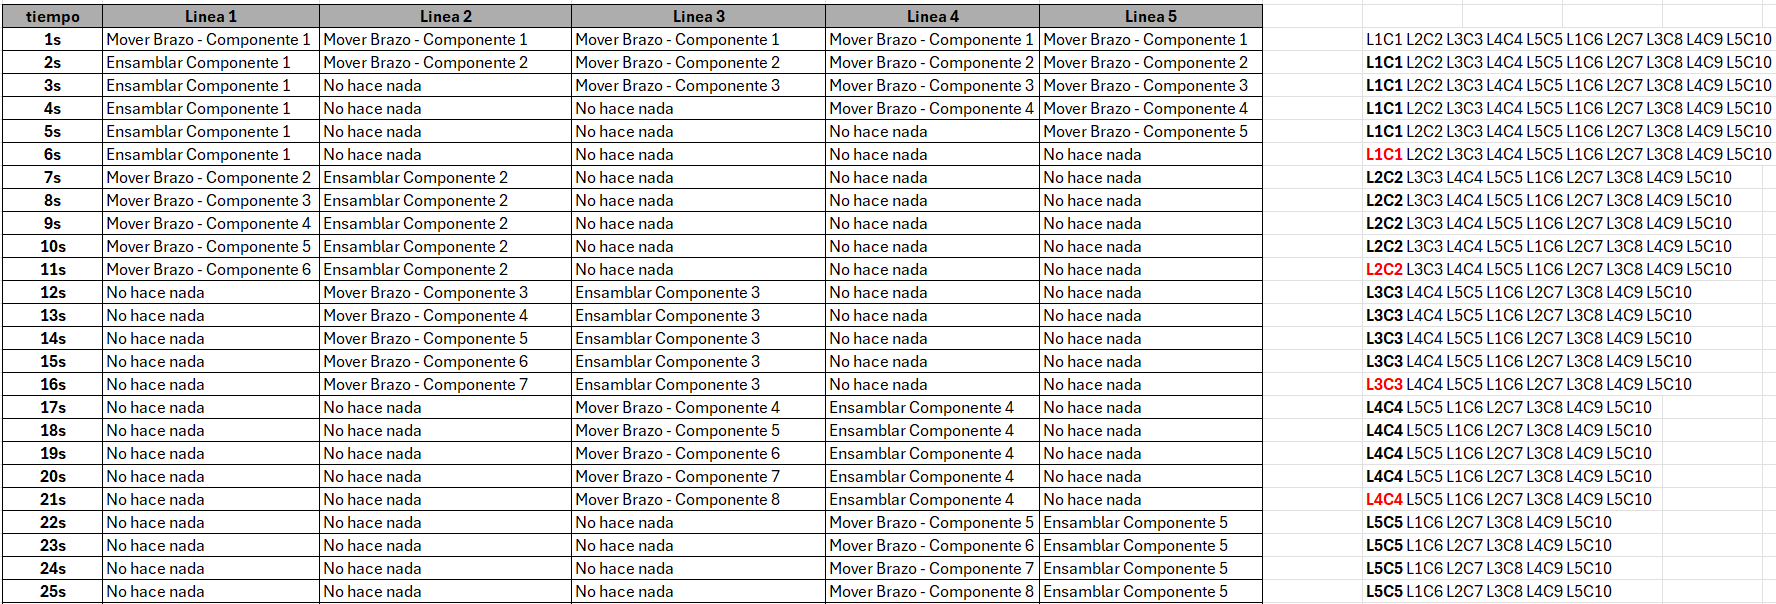 tiempo Linea 1 Linea 2 Linea 3 Linea 4 Linea 5
1s Mover Brazo - Componente 1 Mover Brazo - Componente 1 Mover Brazo - Componente 1 Mover Brazo - Componente 1 Mover Brazo - Componente 1 L1C1 L2C2 L3C3 L4C4 L5C5 L1C6 L2C7 L3C8 L4C9 L5C10
2s Ensamblar Componente 1 Mover Brazo - Componente 2 Mover Brazo - Componente 2 Mover Brazo - Componente 2 Mover Brazo - Componente 2 L1C1 L2C2 L3C3 L4C4 L5C5 L1C6 L2C7 L3C8 L4C9 L5C10
3s Ensamblar Componente 1 No hace nada Mover Brazo - Componente 3 Mover Brazo - Componente 3 Mover Brazo - Componente 3 L1C1 L2C2 L3C3 L4C4 L5C5 L1C6 L2C7 L3C8 L4C9 L5C10
4s Ensamblar Componente 1 No hace nada No hace nada Mover Brazo - Componente 4 Mover Brazo - Componente 4 L1C1 L2C2 L3C3 L4C4 L5C5 L1C6 L2C7 L3C8 L4C9 L5C10
5s Ensamblar Componente 1 No hace nada No hace nada No hace nada Mover Brazo - Componente 5 L1C1 L2C2 L3C3 L4C4 L5C5 L1C6 L2C7 L3C8 L4C9 L5C10
6s Ensamblar Componente 1 No hace nada No hace nada No hace nada No hace nada L1C1 L2C2 L3C3 L4C4 L5C5 L1C6 L2C7 L3C8 L4C9 L5C10
7s Mover Brazo - Componente 2 Ensamblar Componente 2 No hace nada No hace nada No hace nada L2C2 L3C3 L4C4 L5C5 L1C6 L2C7 L3C8 L4C9 L5C10
8s Mover Brazo - Componente 3 Ensamblar Componente 2 No hace nada No hace nada No hace nada L2C2 L3C3 L4C4 L5C5 L1C6 L2C7 L3C8 L4C9 L5C10
9s Mover Brazo - Componente 4 Ensamblar Componente 2 No hace nada No hace nada No hace nada L2C2 L3C3 L4C4 L5C5 L1C6 L2C7 L3C8 L4C9 L5C10
10s Mover Brazo - Componente 5 Ensamblar Componente 2 No hace nada No hace nada No hace nada L2C2 L3C3 L4C4 L5C5 L1C6 L2C7 L3C8 L4C9 L5C10
11s Mover Brazo - Componente 6 Ensamblar Componente 2 No hace nada No hace nada No hace nada L2C2 L3C3 L4C4 L5C5 L1C6 L2C7 L3C8 L4C9 L5C10
12s No hace nada Mover Brazo - Componente 3 Ensamblar Componente 3 No hace nada No hace nada L3C3 L4C4 L5C5 L1C6 L2C7 L3C8 L4C9 L5C10
13s No hace nada Mover Brazo - Componente 4 Ensamblar Componente 3 No hace nada No hace nada L3C3 L4C4 L5C5 L1C6 L2C7 L3C8 L4C9 L5C10
14s No hace nada Mover Brazo - Componente 5 Ensamblar Componente 3 No hace nada No hace nada L3C3 L4C4 L5C5 L1C6 L2C7 L3C8 L4C9 L5C10
15s No hace nada Mover Brazo - Componente 6 Ensamblar Componente 3 No hace nada No hace nada L3C3 L4C4 L5C5 L1C6 L2C7 L3C8 L4C9 L5C10
16s No hace nada Mover Brazo - Componente 7 Ensamblar Componente 3 No hace nada No hace nada L3C3 L4C4 L5C5 L1C6 L2C7 L3C8 L4C9 L5C10
17s No hace nada No hace nada Mover Brazo - Componente 4 Ensamblar Componente 4 No hace nada L4C4 L5C5 L1C6 L2C7 L3C8 L4C9 L5C10
18s No hace nada No hace nada Mover Brazo - Componente 5 Ensamblar Componente 4 No hace nada L4C4 L5C5 L1C6 L2C7 L3C8 L4C9 L5C10
19s No hace nada No hace nada Mover Brazo - Componente 6 Ensamblar Componente 4 No hace nada L4C4 L5C5 L1C6 L2C7 L3C8 L4C9 L5C10
20s No hace nada No hace nada Mover Brazo - Componente 7 Ensamblar Componente 4 No hace nada L4C4 L5C5 L1C6 L2C7 L3C8 L4C9 L5C10
21s No hace nada No hace nada Mover Brazo - Componente 8 Ensamblar Componente 4 No hace nada L4C4 L5C5 L1C6 L2C7 L3C8 L4C9 L5C10
22s No hace nada No hace nada No hace nada Mover Brazo - Componente 5 Ensamblar Componente 5 L5C5 L1C6 L2C7 L3C8 L4C9 L5C10
23s No hace nada No hace nada No hace nada Mover Brazo - Componente 6 Ensamblar Componente 5 L5C5 L1C6 L2C7 L3C8 L4C9 L5C10
24s No hace nada No hace nada No hace nada Mover Brazo - Componente 7 Ensamblar Componente 5 L5C5 L1C6 L2C7 L3C8 L4C9 L5C10
25s No hace nada No hace nada No hace nada Mover Brazo - Componente 8 Ensamblar Componente 5 L5C5 L1C6 L2C7 L3C8 L4C9 L5C10